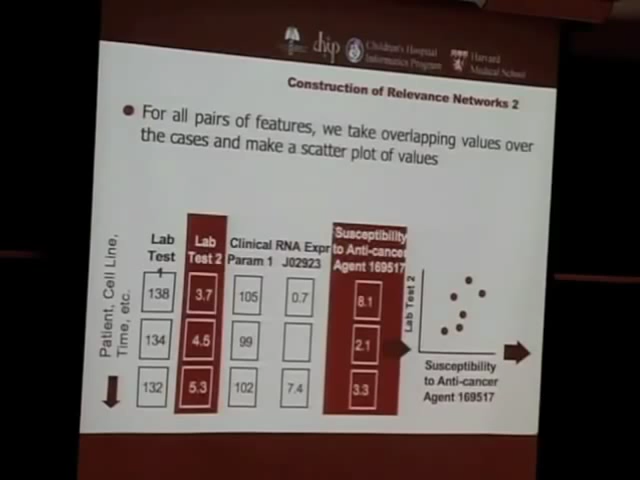 chip
Children's Hospital
Informatics Program
Harvard
Medical School
Construction of Relevance Networks 2
For all pairs of features, we take overlapping values over
the cases and make a scatter plot of values
Patient, Cell Line,
Time, etc.
Lab
Test
1
Lab
Test 2
Clinical
Param 1
RNA Expr
J02923
Susceptibility
to Anti-cancer
Agent 169517
138 3.7 105 0.7 8.1
134 4.5 99 2.1
132 5.3 102 7.4 3.3
Lab Test 2
Susceptibility
to Anti-cancer
Agent 169517